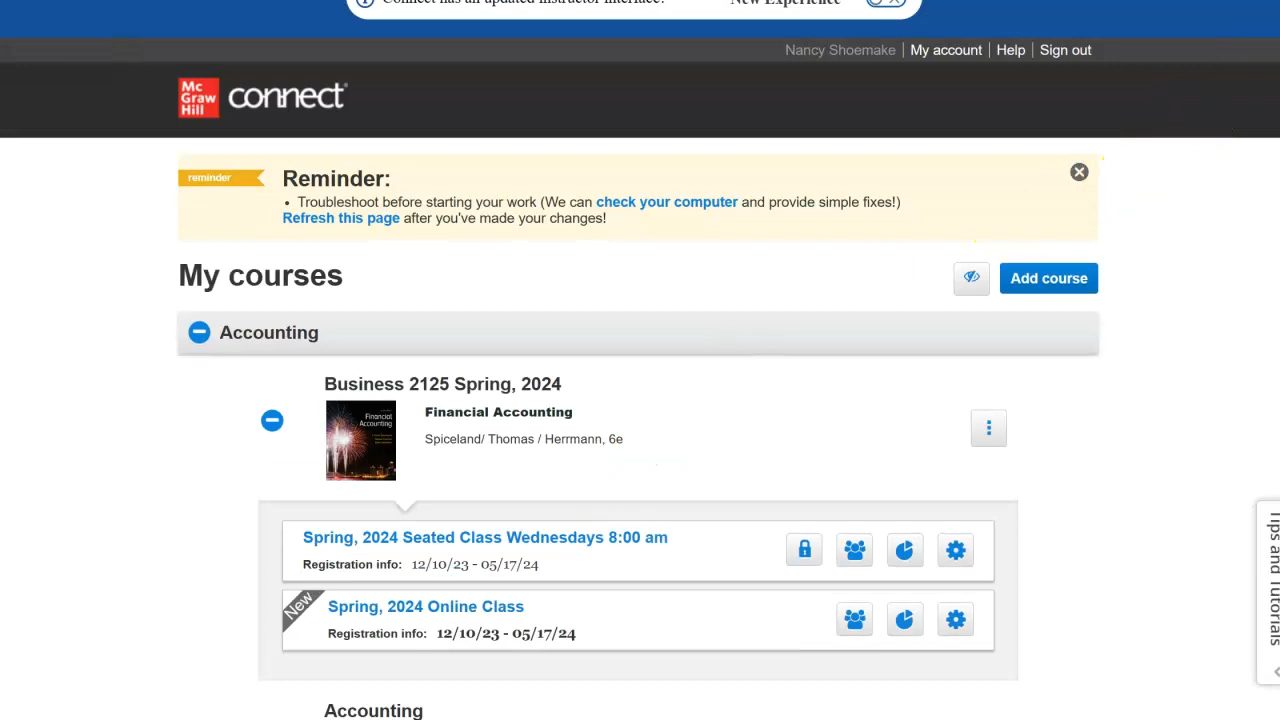 Connect has an updated instructor interface! New Experience
Nancy Shoemake My account Help Sign out
Mc Graw Hill connect
reminder
Reminder:
• Troubleshoot before starting your work (We can check your computer and provide simple fixes!)
Refresh this page after you've made your changes!
My courses
Add course
Accounting
Business 2125 Spring, 2024
Financial Accounting
Financial Accounting
Spiceland/ Thomas / Herrmann, 6e
Spring, 2024 Seated Class Wednesdays 8:00 am
Registration info: 12/10/23 - 05/17/24
New
Spring, 2024 Online Class
Registration info: 12/10/23 - 05/17/24
Tips and Tutorials
Accounting